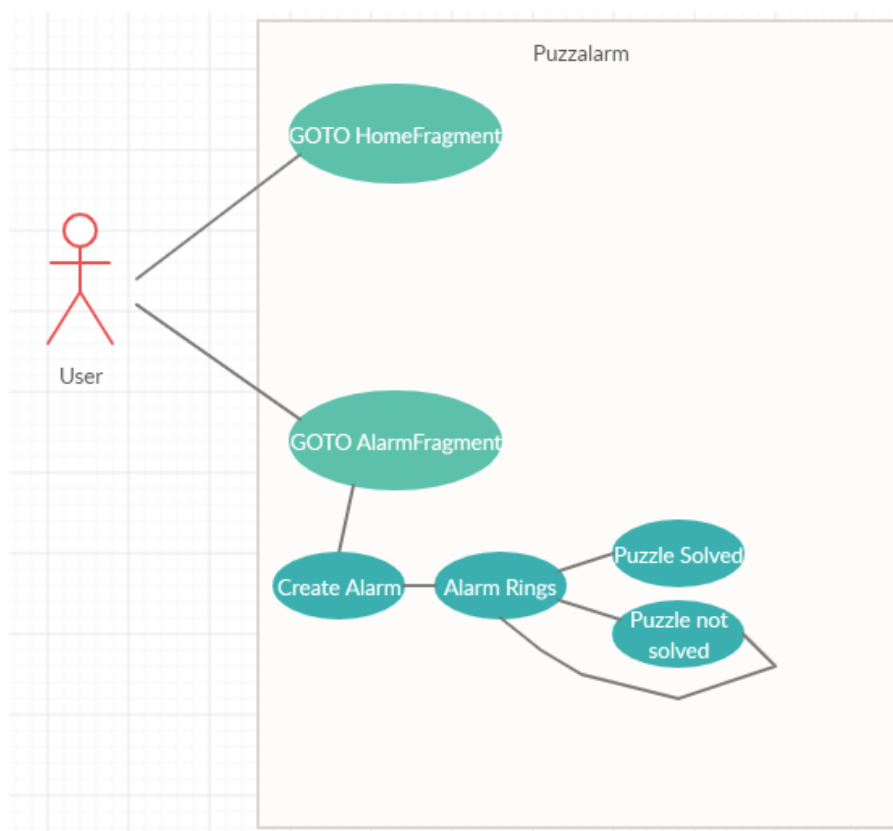 Puzzalarm
GOTO HomeFragment
User
GOTO AlarmFragment
Create Alarm
Alarm Rings
Puzzle Solved
Puzzle not
solved